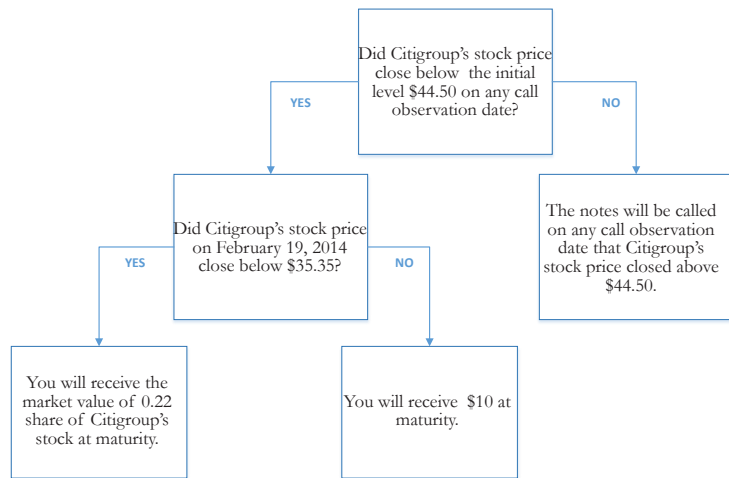 Did Citigroup's stock price
close below the initial
level $44.50 on any call
observation date?
YES
NO
Did Citigroup's stock price
on February 19, 2014
close below $35.35?
The notes will be called
on any call observation
date that Citigroup's
stock price closed above
$44.50.
YES
NO
You will receive the
market value of 0.22
share of Citigroup's
stock at maturity.
You will receive $10 at
maturity.